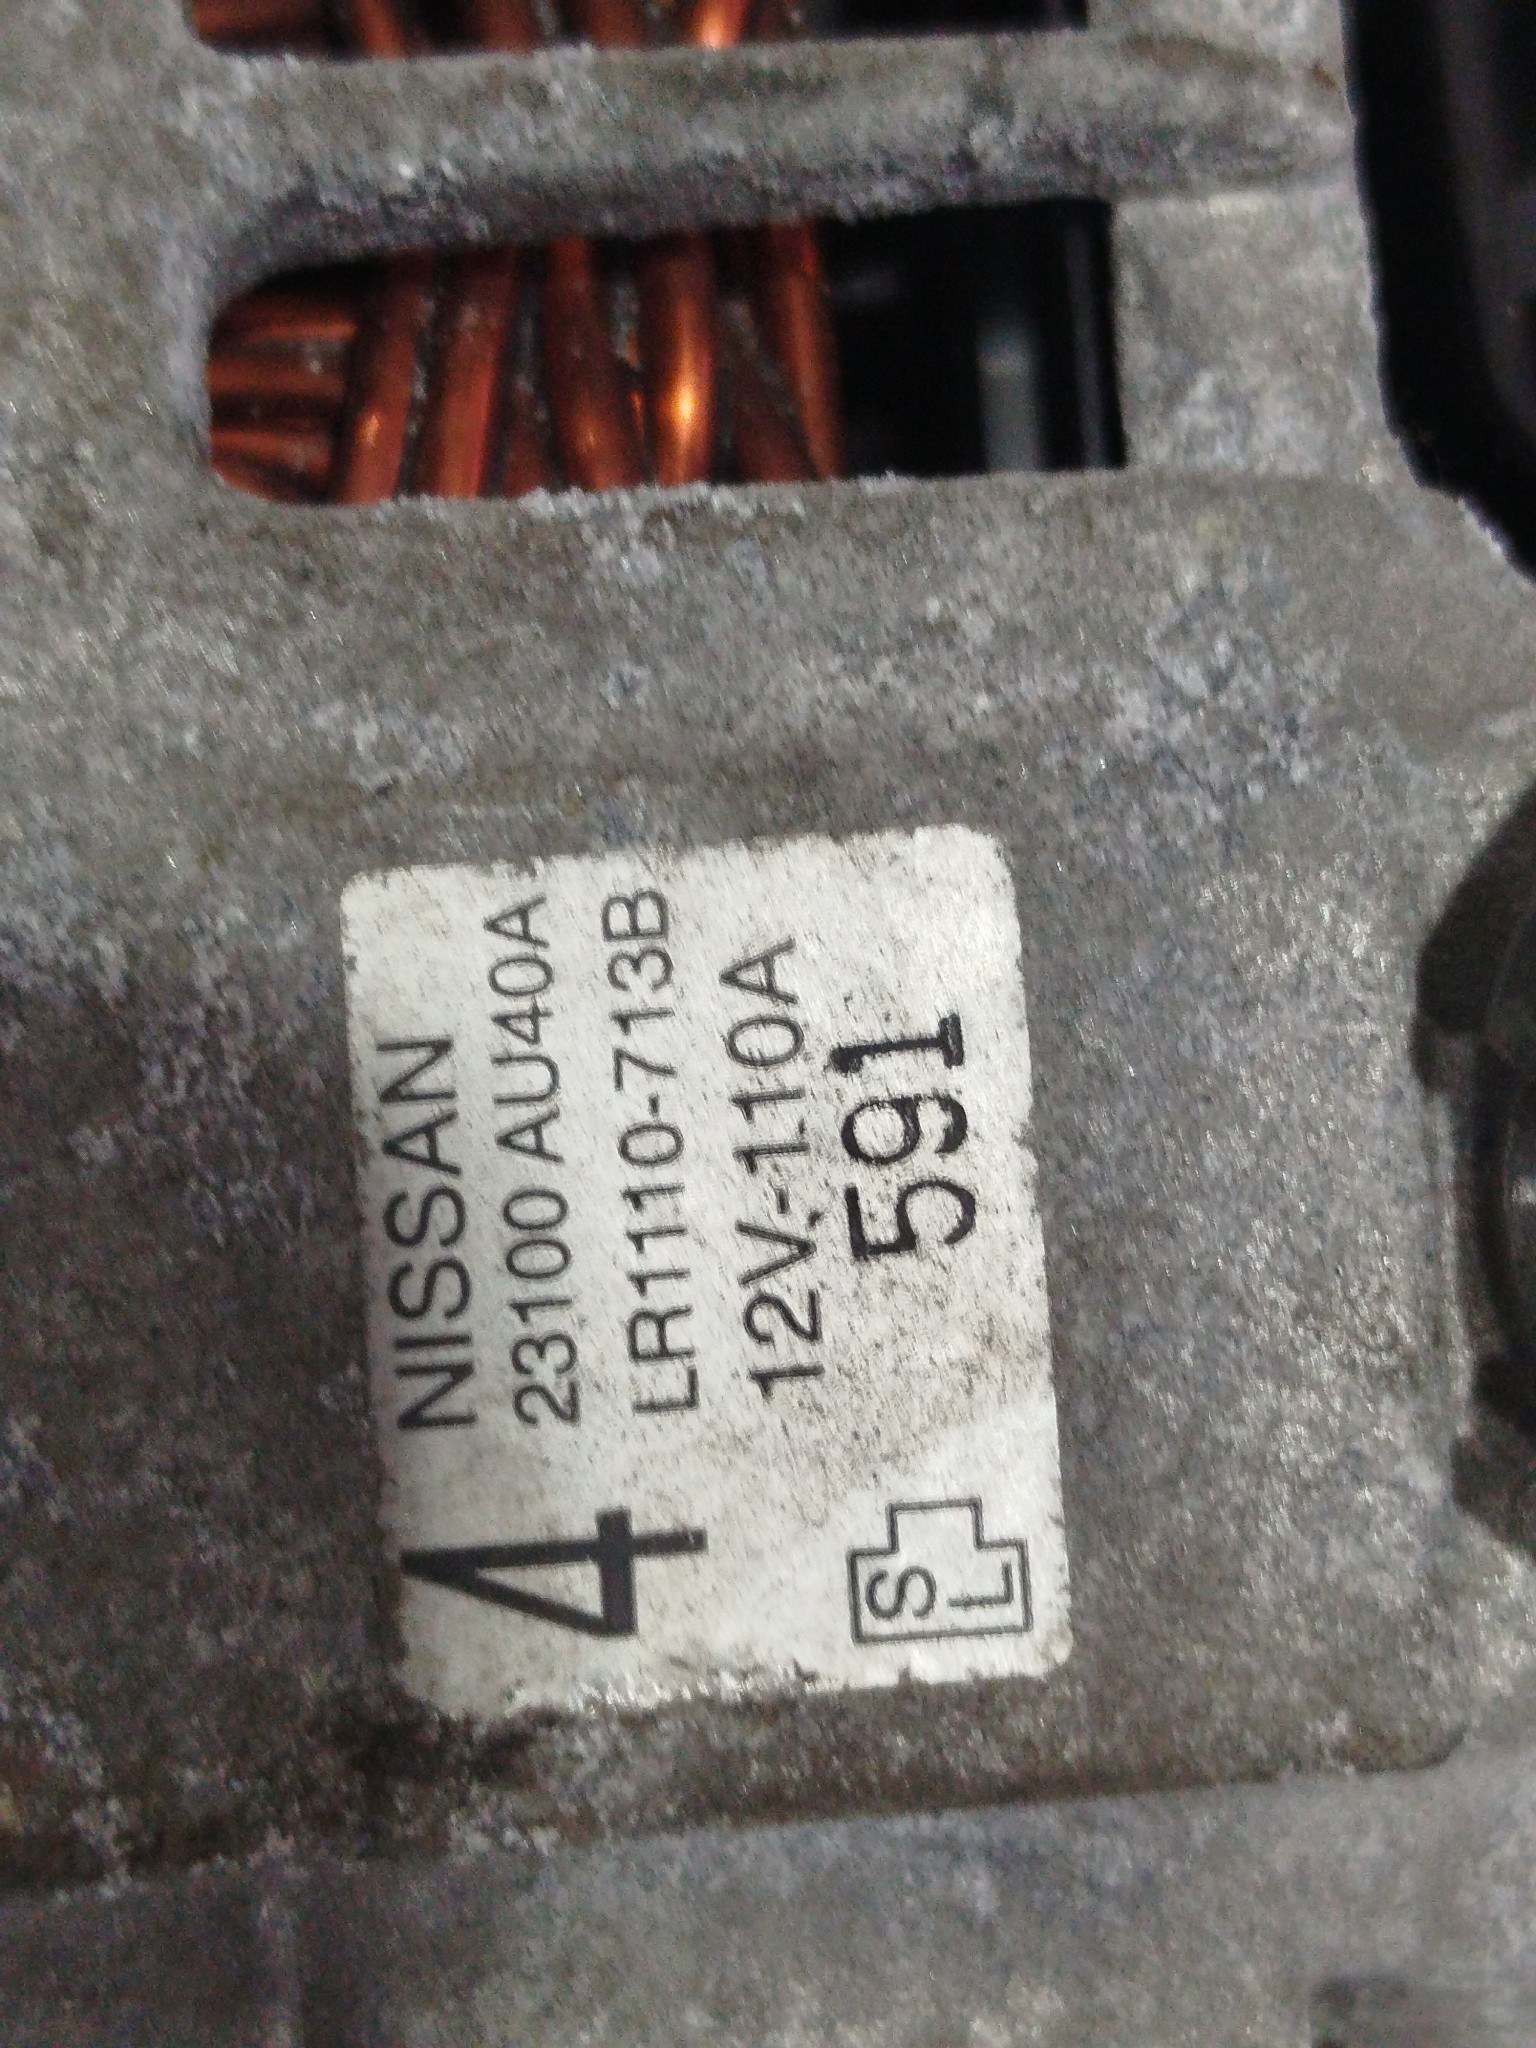 NISSAN
23100 AU40A
LR1110-713B
12V-110A
591
4
S
L